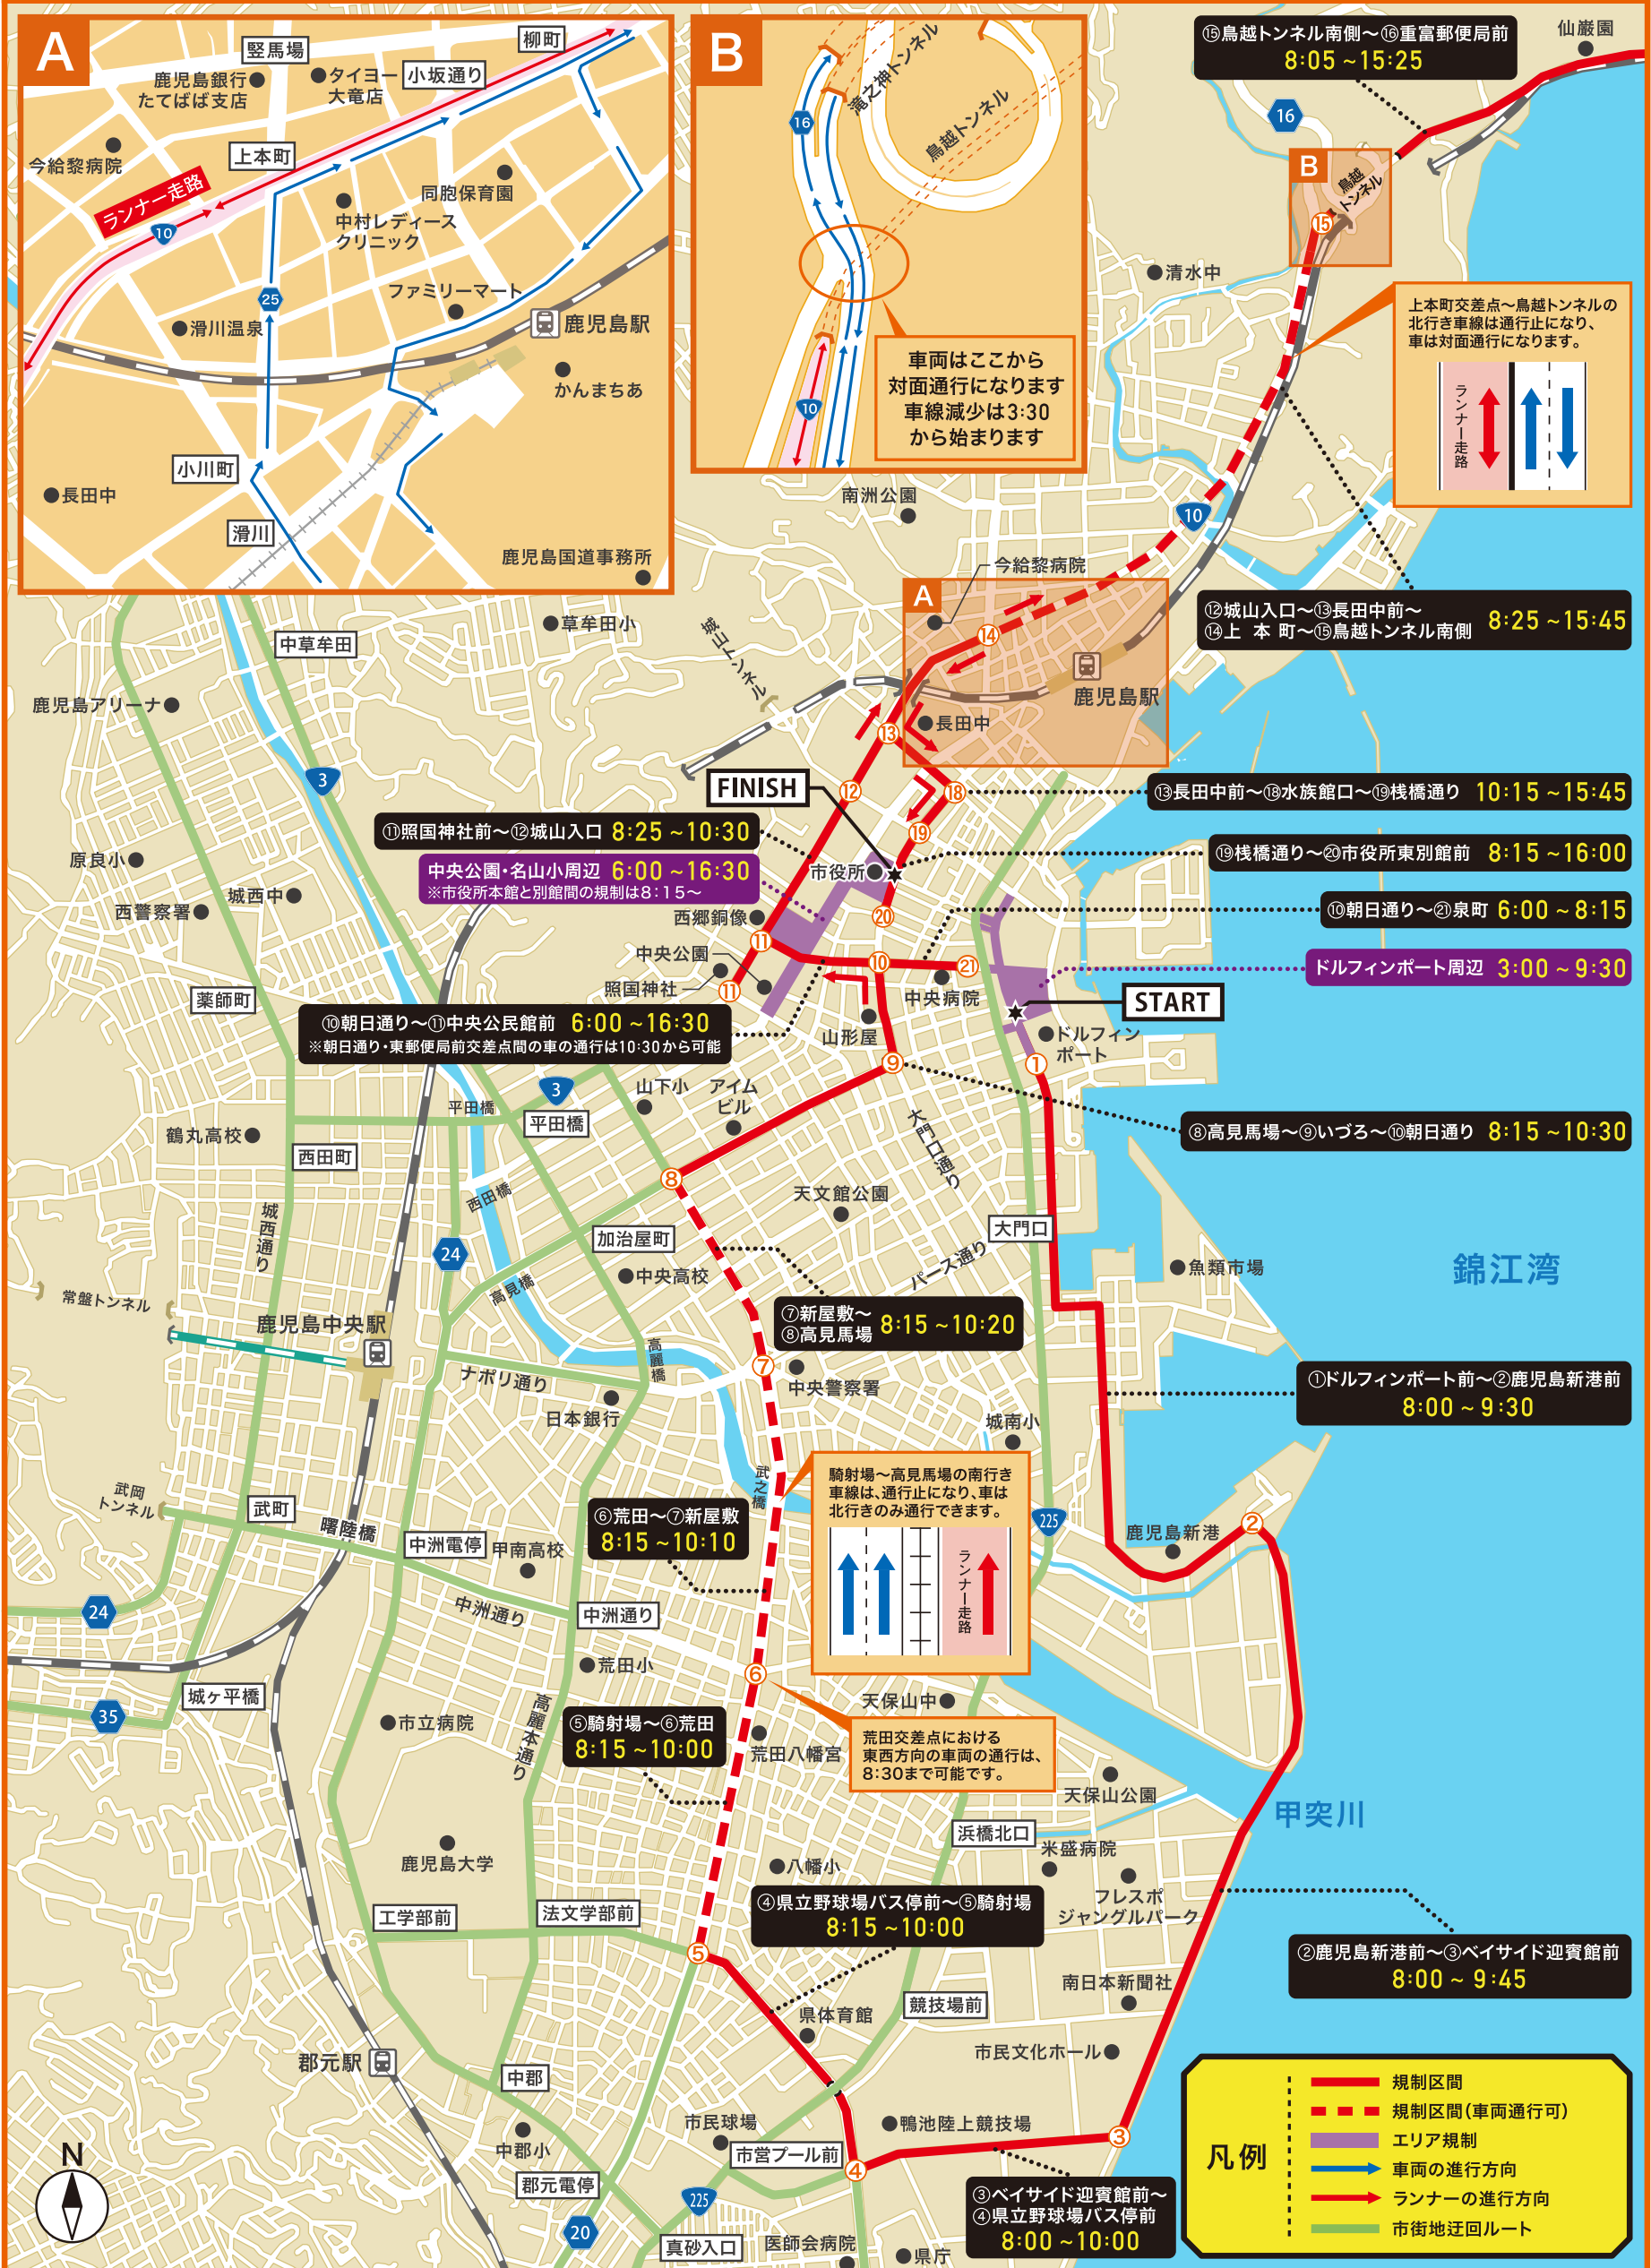 A
竪馬場
柳町
鹿児島銀行
たてばば支店
タイヨー
大竜店
小坂通り
今給黎病院
上本町
ランナー走路
10
同胞保育園
中村レディース
クリニック
25
ファミリーマート
滑川温泉
鹿児島駅
かんまちあ
小川町
長田中
滑川
鹿児島国道事務所
B
滝之神トンネル
16
鳥越トンネル
10
車両はここから
対面通行になります
車線減少は3:30
から始まります
⑮鳥越トンネル南側～⑯重富郵便局前
8:05 ~15:25
仙巌園
16
B
鳥越
トンネル
⑮
清水中
上本町交差点～鳥越トンネルの
北行き車線は通行止になり、
車は対面通行になります。
ランナー走路
南洲公園
10
今給黎病院
A
⑫城山入口～⑬長田中前～
⑭上 本 町～⑮鳥越トンネル南側
8:25 ~15:45
草牟田小
城山トンネル
中草牟田
⑭
鹿児島駅
鹿児島アリーナ
長田中
⑬
3
FINISH
⑫
⑱
⑬長田中前～⑱水族館口～⑲桟橋通り 10:15 ~15:45
⑪照国神社前～⑫城山入口 8:25 ~10:30
⑲
原良小
中央公園・名山小周辺 6:00 ~16:30
※市役所本館と別館間の規制は8:15～
市役所
⑲桟橋通り～⑳市役所東別館前 8:15 ~16:00
城西中
西警察署
西郷銅像
⑳
⑩朝日通り～㉑泉町 6:00 ~ 8:15
⑪
中央公園
⑩
㉑
ドルフィンポート周辺 3:00 ~ 9:30
照国神社
⑪
中央病院
薬師町
START
⑩朝日通り～⑪中央公民館前 6:00 ~16:30
※朝日通り・東郵便局前交差点間の車の通行は10:30から可能
山形屋
ドルフィン
ポート
①
⑨
3
山下小
アイム
ビル
平田橋
平田橋
鶴丸高校
大門口通り
⑧高見馬場～⑨いづろ～⑩朝日通り 8:15 ~10:30
西田町
⑧
西田橋
天文館公園
城西通り
加治屋町
大門口
24
中央高校
パース通り
魚類市場
錦江湾
高見橋
常盤トンネル
鹿児島中央駅
⑦新屋敷～
⑧高見馬場
8:15 ~10:20
高麗橋
⑦
ナポリ通り
中央警察署
①ドルフィンポート前～②鹿児島新港前
8:00 ~ 9:30
日本銀行
城南小
武之橋
騎射場～高見馬場の南行き
車線は、通行止になり、車は
北行きのみ通行できます。
ランナー走路
武岡
トンネル
武町
曙陸橋
⑥荒田～⑦新屋敷
8:15 ~10:10
225
②
鹿児島新港
中洲電停
甲南高校
24
中洲通り
中洲通り
荒田小
⑥
城ヶ平橋
35
市立病院
高麗本通り
天保山中
⑤騎射場～⑥荒田
8:15 ~10:00
荒田八幡宮
荒田交差点における
東西方向の車両の通行は、
8:30まで可能です。
天保山公園
甲突川
浜橋北口
米盛病院
鹿児島大学
八幡小
フレスポ
ジャングルパーク
工学部前
法文学部前
④県立野球場バス停前～⑤騎射場
8:15 ~10:00
⑤
②鹿児島新港前～③ベイサイド迎賓館前
8:00 ~ 9:45
南日本新聞社
県体育館
競技場前
市民文化ホール
郡元駅
中郡
中郡小
市民球場
鴨池陸上競技場
③
市営プール前
④
郡元電停
225
③ベイサイド迎賓館前～
④県立野球場バス停前
8:00 ~10:00
20
真砂入口
医師会病院
県庁
N
凡例
規制区間
規制区間(車両通行可)
エリア規制
車両の進行方向
ランナーの進行方向
市街地迂回ルート